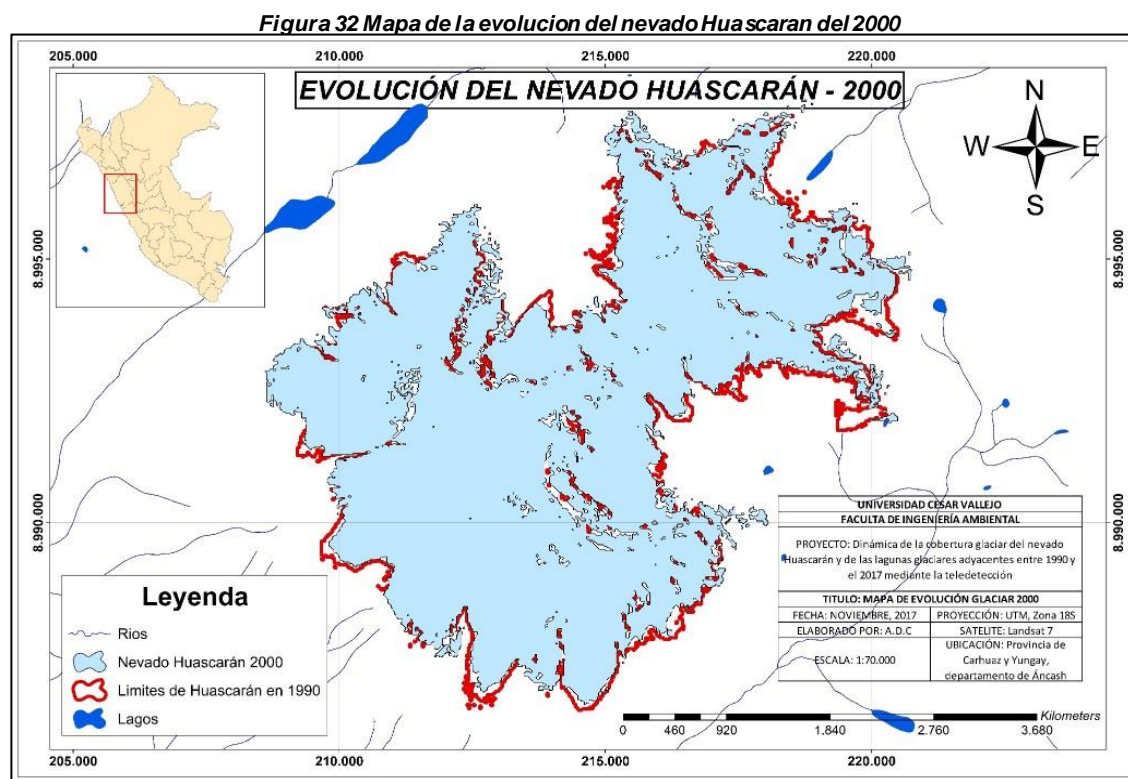 Figura 32 Mapa de la evolucion del nevado Huascaran del 2000
205.000 210.000 215.000 220.000
EVOLUCIÓN DEL NEVADO HUASCARÁN - 2000
N
W E
S
8.995.000 8.995.000
8.990.000 8.990.000
Leyenda
Rios
Nevado Huascarán 2000
Limites de Huascarán en 1990
Lagos
UNIVERSIDAD CESAR VALLEJO
FACULTA DE INGENIERÍA AMBIENTAL
PROYECTO: Dinámica de la cobertura glaciar del nevado
Huascarán y de las lagunas glaciares adyacentes entre 1990 y
el 2017 mediante la teledetección
TITULO: MAPA DE EVOLUCIÓN GLACIAR 2000
FECHA: NOVIEMBRE, 2017 PROYECCIÓN: UTM, Zona 18S
ELABORADO POR: A.D.C SATELITE: Landsat 7
ESCALA: 1:70.000
UBICACIÓN: Provincia de
Carhuaz y Yungay,
departamento de Áncash
Kilometers
0 460 920 1.840 2.760 3.680
205.000 210.000 215.000 220.000